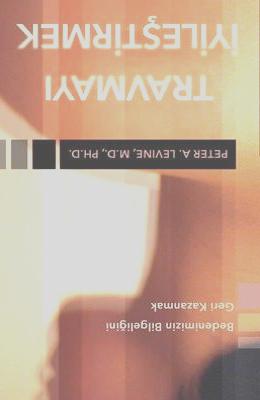 Bedenimizin Bilgeliğini
Geri Kazanmak
PETER A. LEVINE, M.D., PH.D.
TRAVMAYI
İYİLEŞTİRMEK